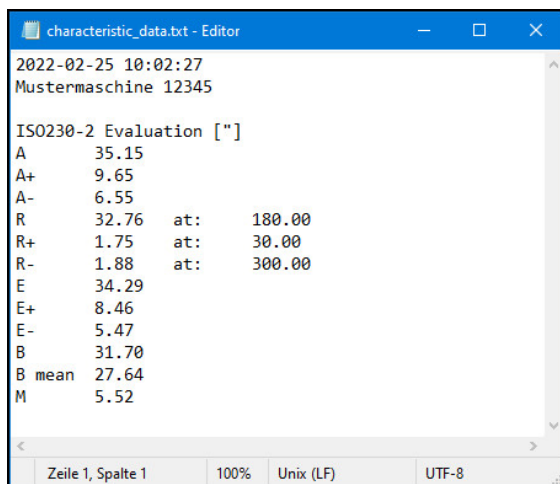 characteristic_data.txt - Editor
2022-02-25 10:02:27
Mustermaschine 12345
ISO230-2 Evaluation ["]
A 35.15
A+ 9.65
A- 6.55
R 32.76 at: 180.00
R+ 1.75 at: 30.00
R- 1.88 at: 300.00
E 34.29
E+ 8.46
E- 5.47
B 31.70
B mean 27.64
M 5.52
Zeile 1, Spalte 1 100% Unix (LF) UTF-8